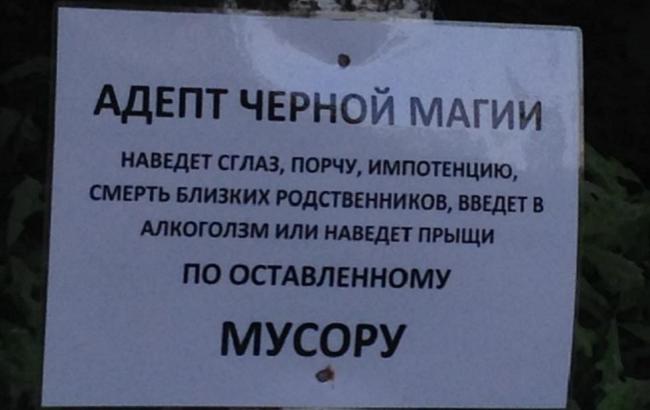 АДЕПТ ЧЕРНОЙ МАГИИ
НАВЕДЕТ СГЛАЗ, ПОРЧУ, ИМПОТЕНЦИЮ,
СМЕРТЬ БЛИЗКИХ РОДСТВЕННИКОВ, ВВЕДЕТ В
АЛКОГОЛЗМ ИЛИ НАВЕДЕТ ПРЫЩИ
ПО ОСТАВЛЕННОМУ
МУСОРУ